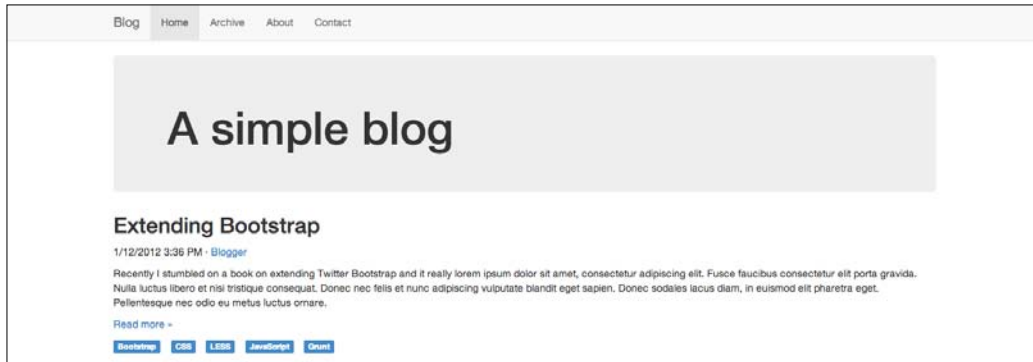 Blog Home Archive About Contact
A simple blog
Extending Bootstrap
1/12/2012 3:36 PM · Blogger
Recently I stumbled on a book on extending Twitter Bootstrap and it really lorem ipsum dolor sit amet, consectetur adipiscing elit. Fusce faucibus consectetur elit porta gravida.
Nulla luctus libero et nisi tristique consequat. Donec nec felis et nunc adipiscing vulputate blandit eget sapien. Donec sodales lacus diam, in euismod elit pharetra eget.
Pellentesque nec odio eu metus luctus ornare.
Read more »
Bootstrap CSS LESS JavaScript Grunt